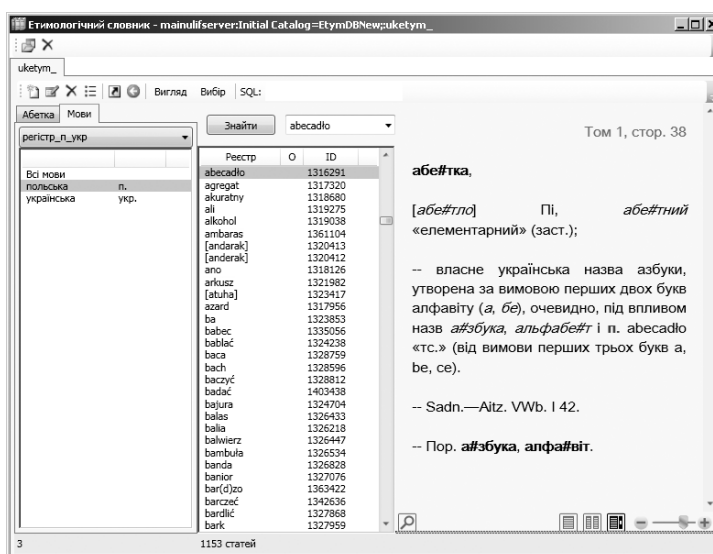 Етимологічний словник - mainulifserver:Initial Catalog=EtymDBNew;:uketym_
uketym_
Вигляд Вибір SQL:
Абетка Мови
регістр_п_укр
Всі мови
польська п.
українська укр.
Знайти abecadło
Реєстр О ID
abecadło 1316291
agregat 1317320
akuratny 1318680
ali 1319275
alkohol 1319038
ambaras 1361104
[andarak] 1320413
[anderak] 1320412
ano 1318126
arkusz 1321982
[atuha] 1323417
azard 1317956
ba 1323853
babec 1335056
bablać 1324238
baca 1328759
bach 1328596
baczyć 1328812
badać 1403438
bajura 1324704
balas 1326433
balia 1326218
balwierz 1326447
bambuła 1326534
banda 1326828
banior 1327076
bar(d)zo 1363422
barczeć 1342636
bardlić 1327868
bark 1327959
Том 1, стор. 38
абе#тка,
[абе#тло] Пі, абе#тний
«елементарний» (заст.);
-- власне українська назва азбуки,
утворена за вимовою перших двох букв
алфавіту (а, бе), очевидно, під впливом
назв а#збука, альфабе#т і п. abecadło
«тс.» (від вимови перших трьох букв a,
be, ce).
-- Sadn.—Aitz. VWb. I 42.
-- Пор. а#збука, алфа#віт.
3 1153 статей